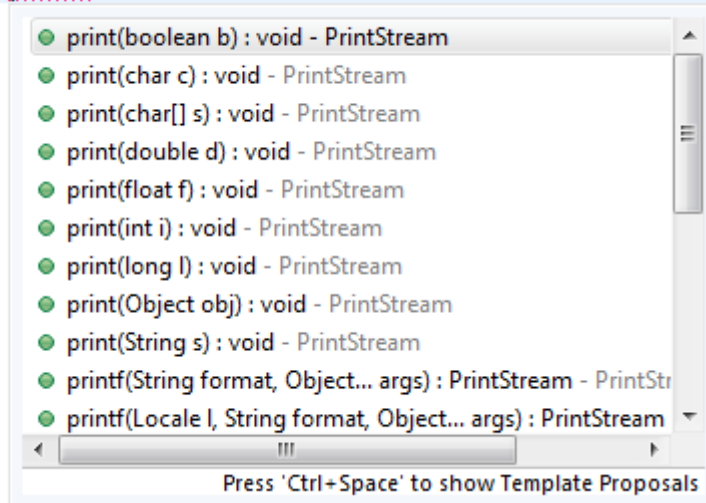 print(boolean b) : void - PrintStream
print(char c) : void - PrintStream
print(char[] s) : void - PrintStream
print(double d) : void - PrintStream
print(float f) : void - PrintStream
print(int i) : void - PrintStream
print(long l) : void - PrintStream
print(Object obj) : void - PrintStream
print(String s) : void - PrintStream
printf(String format, Object... args) : PrintStream - PrintStr
printf(Locale l, String format, Object... args) : PrintStream
Press 'Ctrl+Space' to show Template Proposals